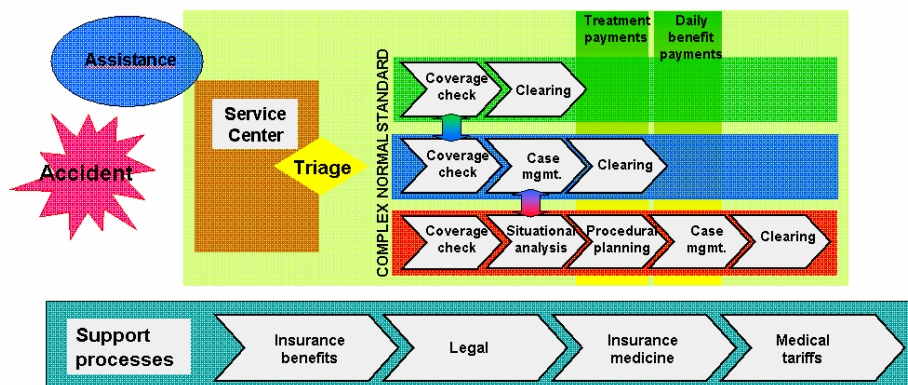 Treatment
payments
Daily
benefit
payments
Assistance
Accident
Service
Center
Triage
STANDARD
Coverage
check
Clearing
NORMAL
Coverage
check
Case
mgmt.
Clearing
COMPLEX
Coverage
check
Situational
analysis
Procedural
planning
Case
mgmt.
Clearing
Support
processes
Insurance
benefits
Legal
Insurance
medicine
Medical
tariffs